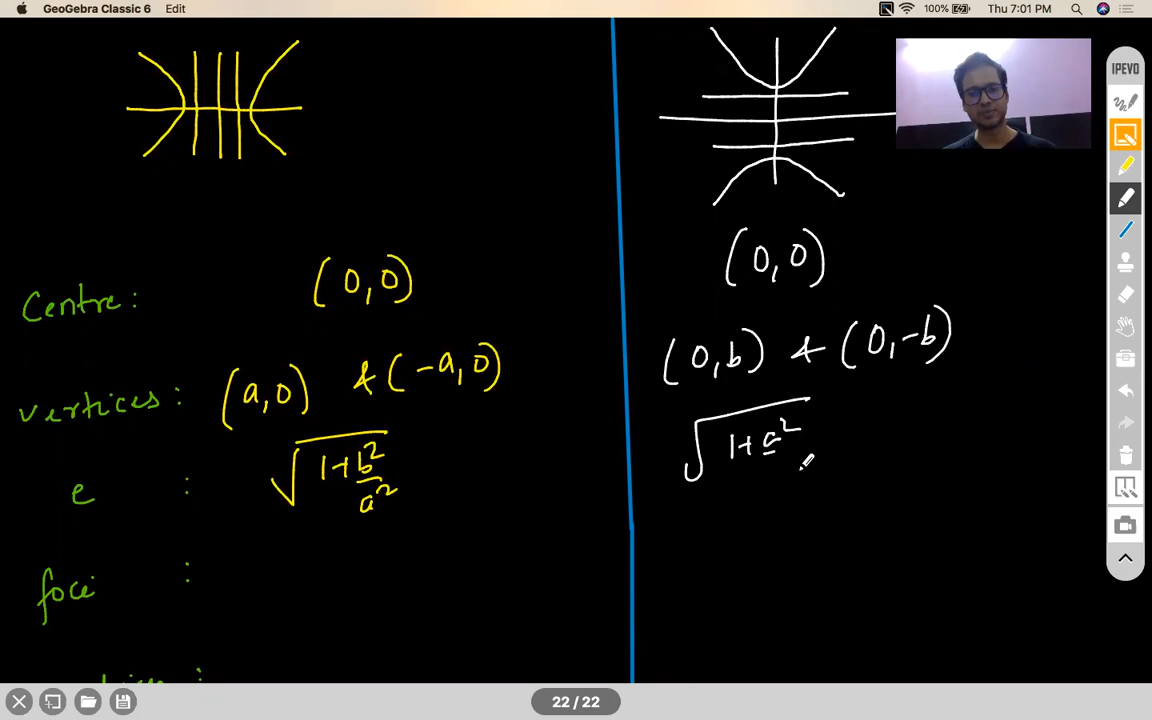 GeoGebra Classic 6 Edit 100% Thu 7:01 PM
IPEVO
(0,0)
Centre: (0,0)
(0,b) & (0,-b)
vertices: (a,0) & (-a,0)
√1+a²
e : √1+b²/a²
foci :
22 / 22